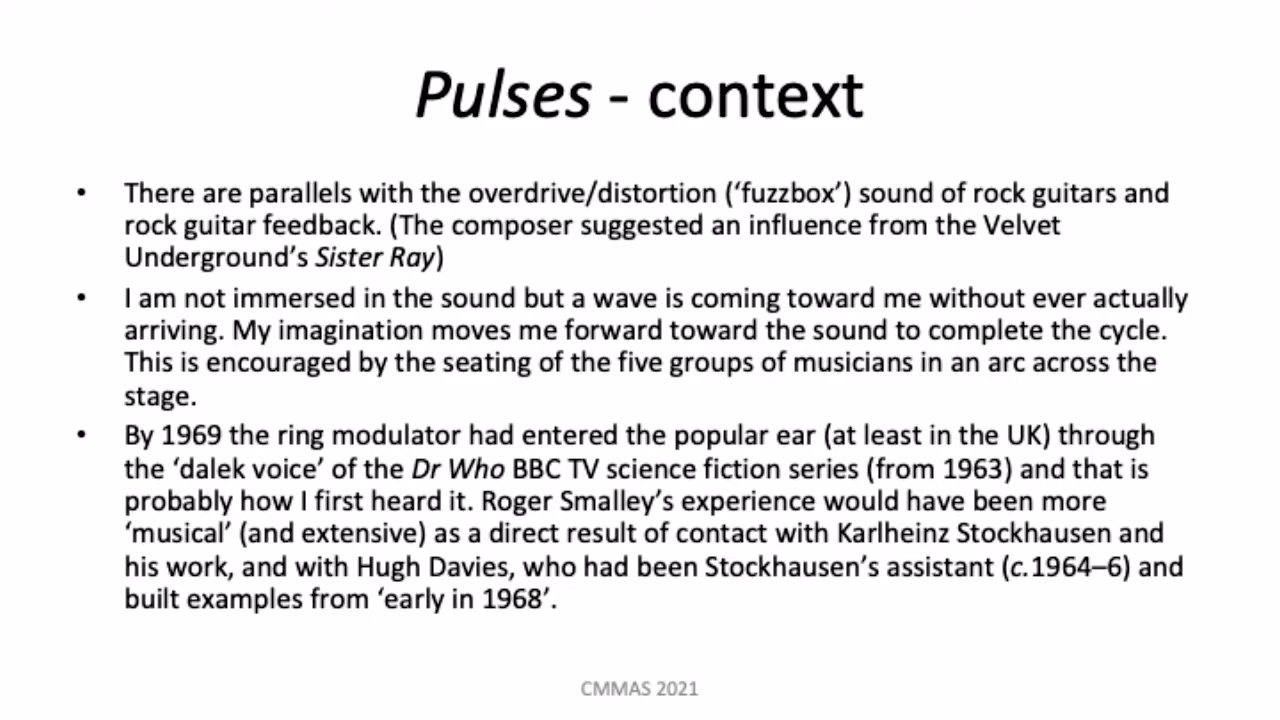 Pulses - context
• There are parallels with the overdrive/distortion (‘fuzzbox’) sound of rock guitars and
rock guitar feedback. (The composer suggested an influence from the Velvet
Underground’s Sister Ray)
• I am not immersed in the sound but a wave is coming toward me without ever actually
arriving. My imagination moves me forward toward the sound to complete the cycle.
This is encouraged by the seating of the five groups of musicians in an arc across the
stage.
• By 1969 the ring modulator had entered the popular ear (at least in the UK) through
the ‘dalek voice’ of the Dr Who BBC TV science fiction series (from 1963) and that is
probably how I first heard it. Roger Smalley’s experience would have been more
‘musical’ (and extensive) as a direct result of contact with Karlheinz Stockhausen and
his work, and with Hugh Davies, who had been Stockhausen’s assistant (c.1964–6) and
built examples from ‘early in 1968’.
CMMAS 2021